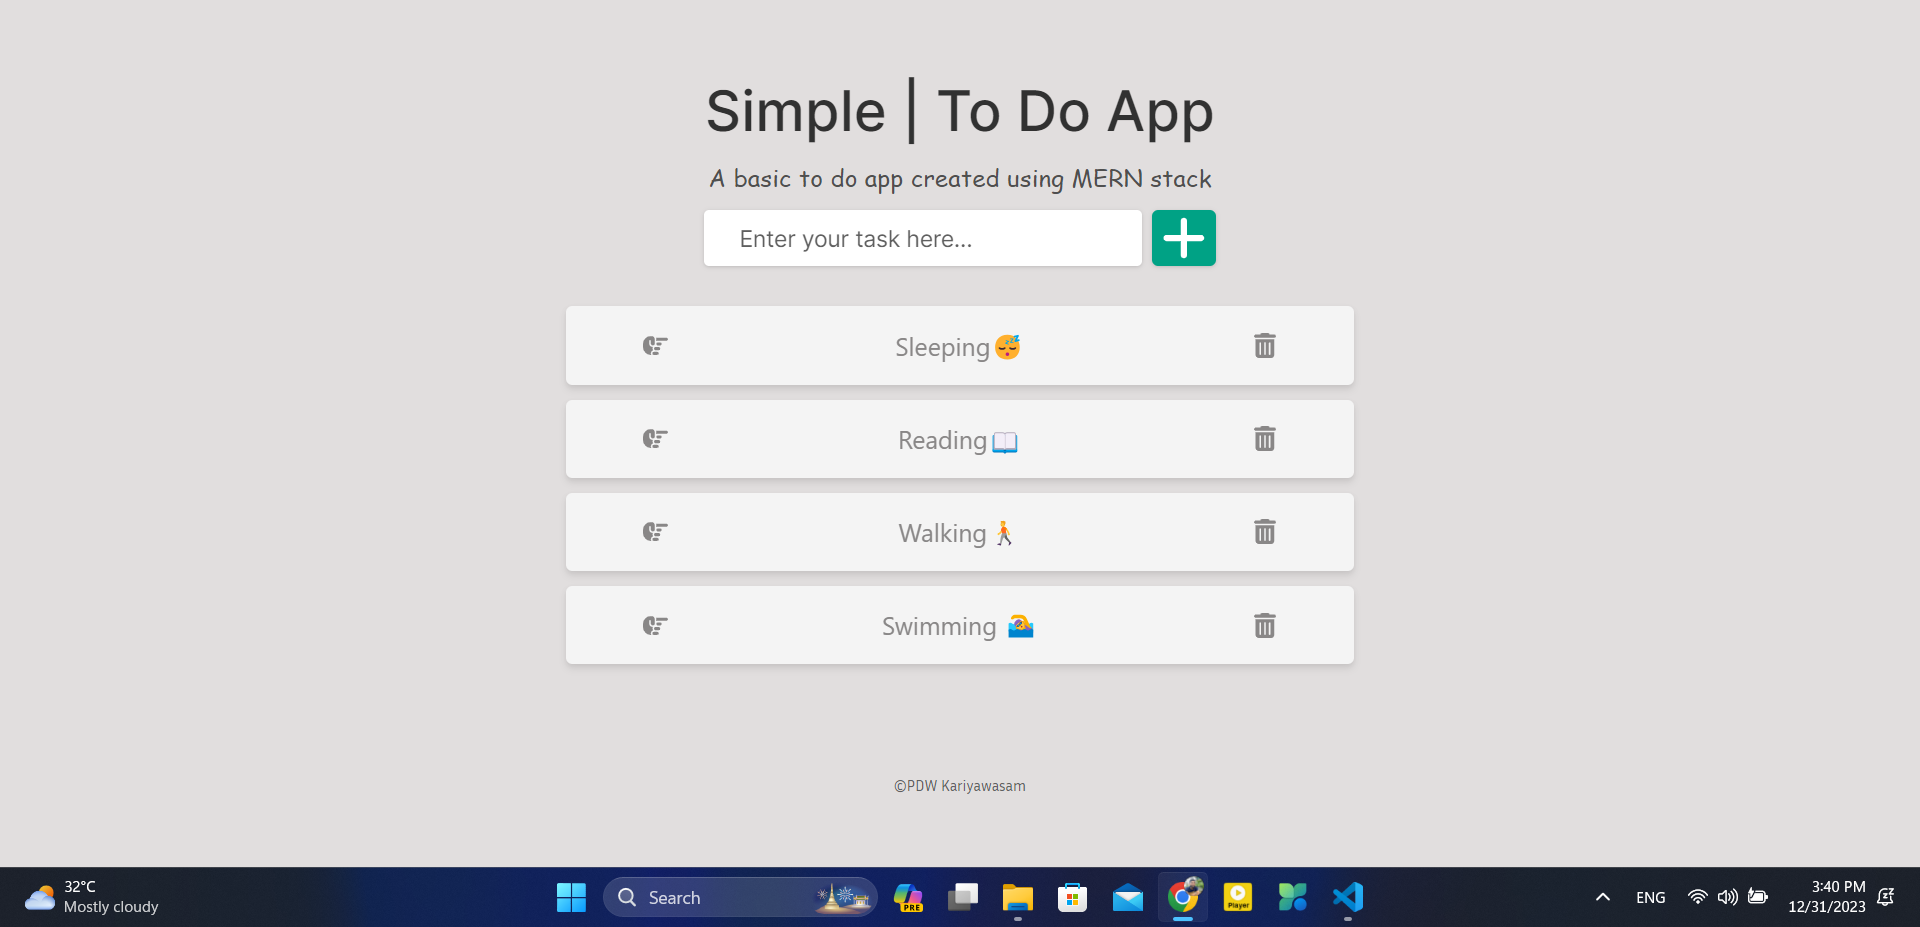 Simple | To Do App
A basic to do app created using MERN stack
Enter your task here...
Sleeping😴
Reading📖
Walking🚶
Swimming 🏊
©PDW Kariyawasam
32°C
Mostly cloudy
Search
PRE
Player
ENG
3:40 PM
12/31/2023